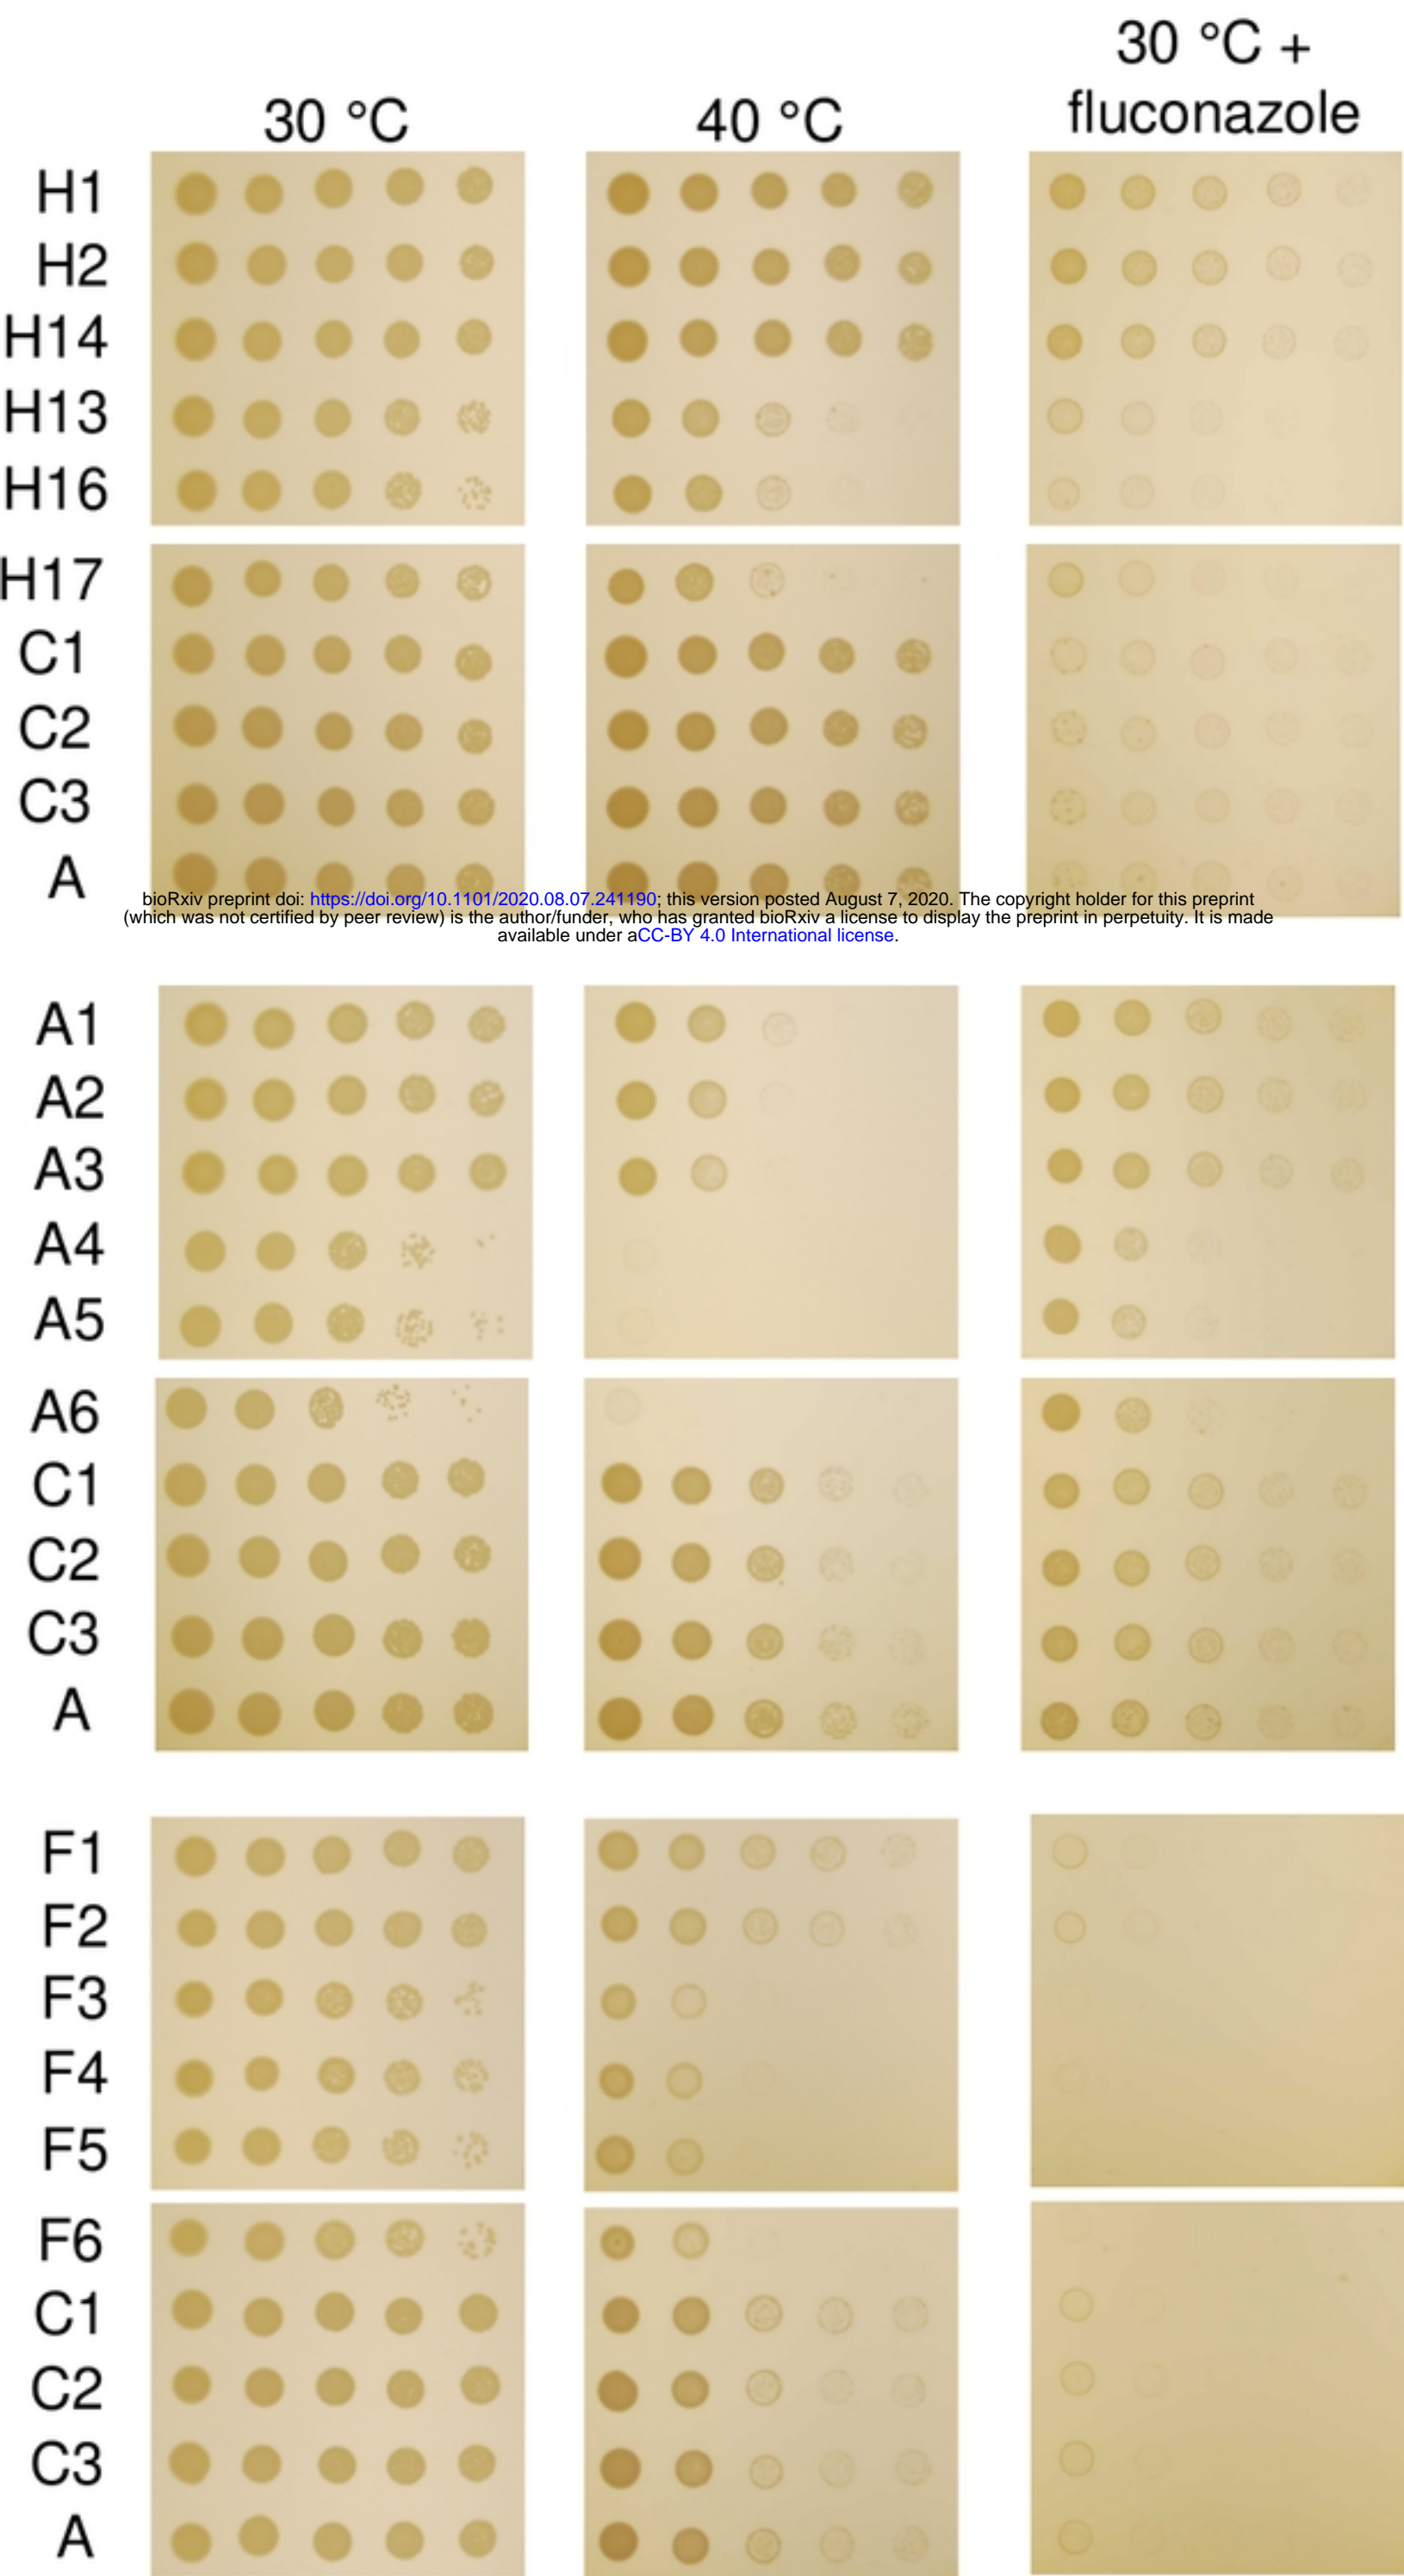 30 °C +
30 °C 40 °C fluconazole
H1
H2
H14
H13
H16
H17
C1
C2
C3
A
bioRxiv preprint doi: https://doi.org/10.1101/2020.08.07.241190; this version posted August 7, 2020. The copyright holder for this preprint
(which was not certified by peer review) is the author/funder, who has granted bioRxiv a license to display the preprint in perpetuity. It is made
available under aCC-BY 4.0 International license.
A1
A2
A3
A4
A5
A6
C1
C2
C3
A
F1
F2
F3
F4
F5
F6
C1
C2
C3
A